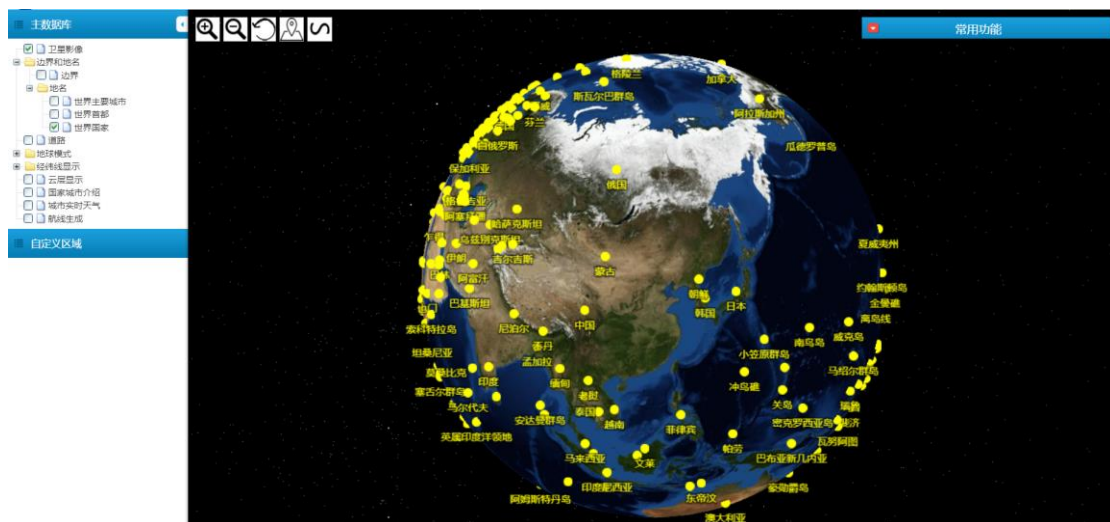 主数据库
常用功能
卫星影像
边界和地名
边界
地名
世界主要城市
世界首都
世界国家
道路
地球模式
经纬线显示
云层显示
国家城市介绍
城市实时天气
航线生成
自定义区域
格陵兰
加拿大
斯瓦尔巴群岛
阿拉斯加州
芬兰
白俄罗斯
瓜德罗普岛
保加利亚
俄国
哈萨克斯坦
乌兹别克斯坦
夏威夷州
伊朗
吉尔吉斯
蒙古
阿富汗
约翰斯顿岛
巴基斯坦
朝鲜
日本
金曼礁
韩国
索科特拉岛
尼泊尔
中国
离岛线
南鸟岛
威克岛
不丹
坦桑尼亚
孟加拉
小笠原群岛
莫桑比克
印度
缅甸
冲鸟礁
马绍尔群岛
塞舌尔群岛
老挝
马尔代夫
泰国
越南
关岛
安达曼群岛
密克罗西亚岛
斐济
英属印度洋领地
菲律宾
瓦努阿图
马来西亚
文莱
帕劳
巴布亚新几内亚
印度尼西亚
豪勋爵岛
阿姆斯特丹岛
东帝汶
澳大利亚